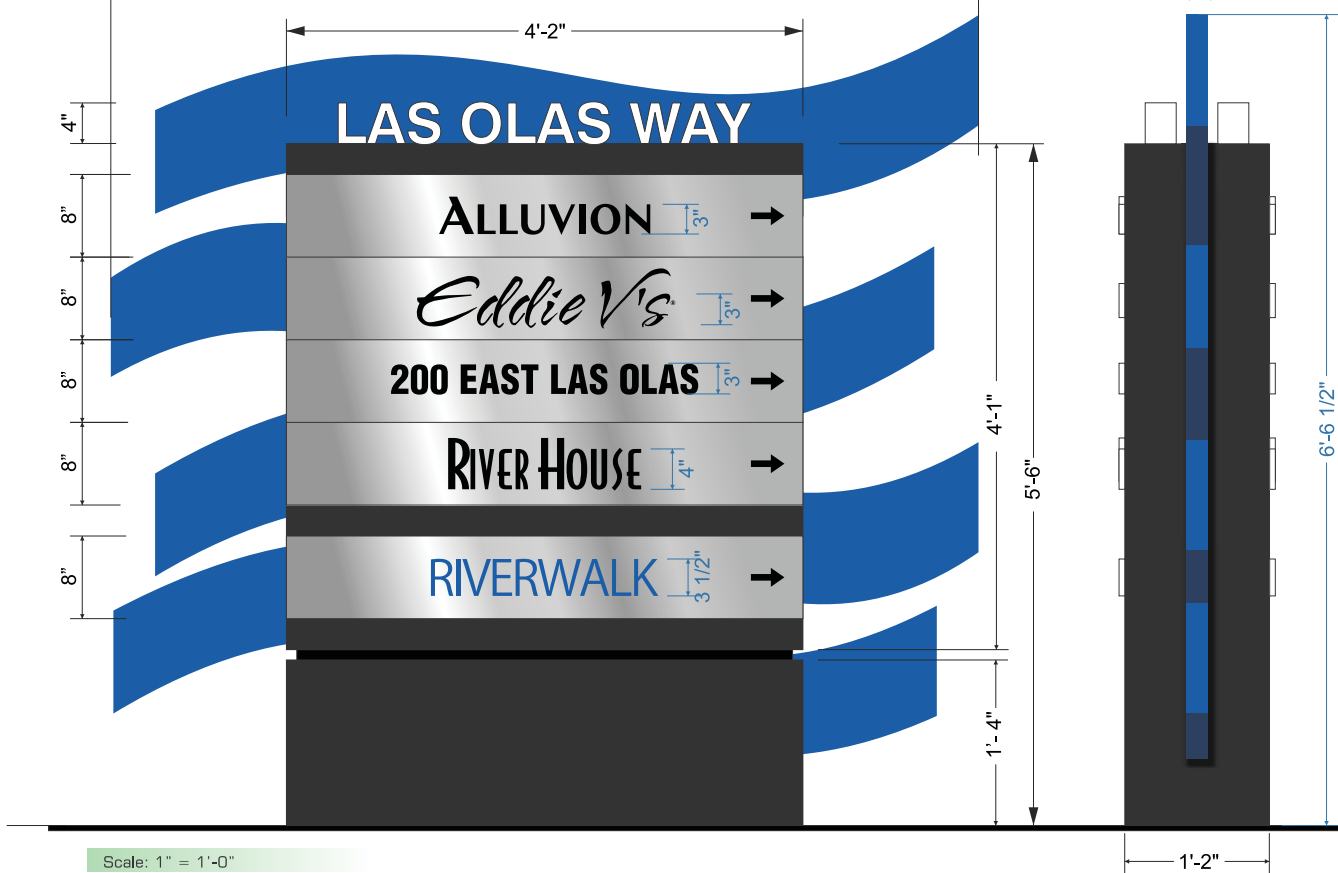 4'-2"
LAS OLAS WAY
4"
8"
ALLUVION 3"
8"
Eddie V's® 3"
8"
200 EAST LAS OLAS 3"
8"
RIVER HOUSE 4"
8"
RIVERWALK 3 1/2"
4'-1"
5'-6"
1'- 4"
6'-6 1/2"
1'-2"
Scale: 1" = 1'-0"